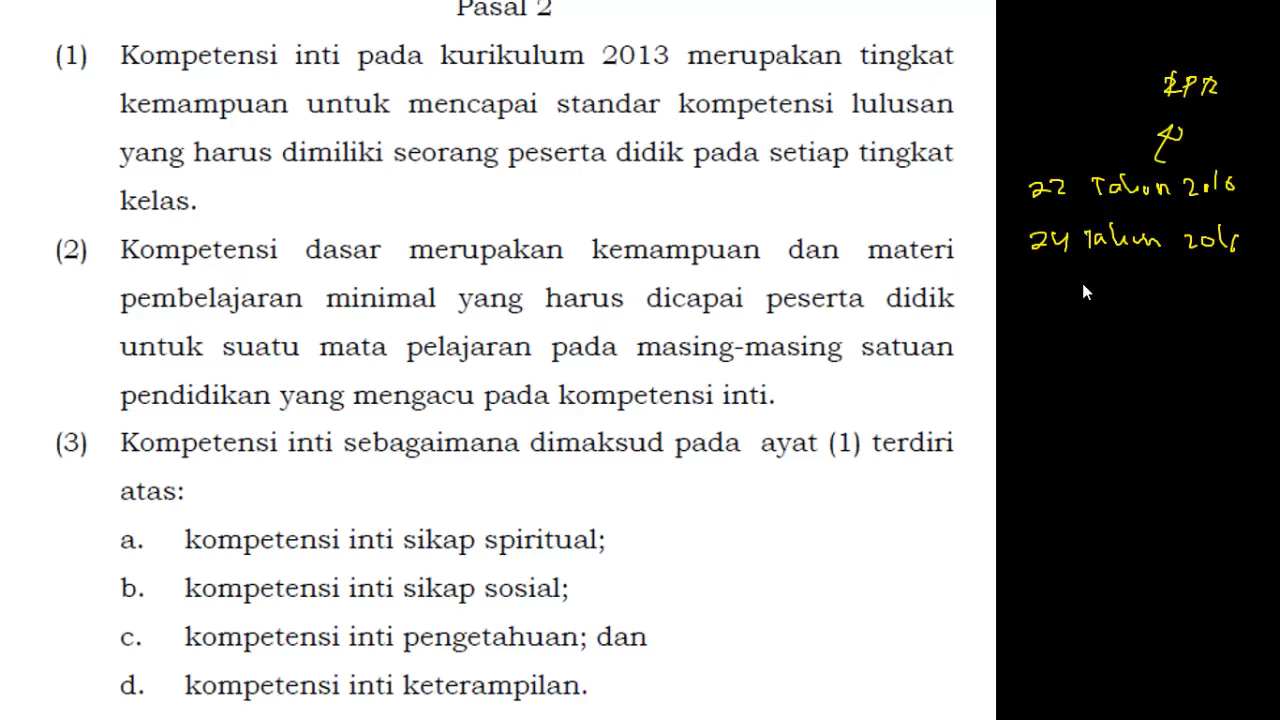 Pasal 2
(1) Kompetensi inti pada kurikulum 2013 merupakan tingkat
kemampuan untuk mencapai standar kompetensi lulusan
yang harus dimiliki seorang peserta didik pada setiap tingkat
kelas.
(2) Kompetensi dasar merupakan kemampuan dan materi
pembelajaran minimal yang harus dicapai peserta didik
untuk suatu mata pelajaran pada masing-masing satuan
pendidikan yang mengacu pada kompetensi inti.
(3) Kompetensi inti sebagaimana dimaksud pada ayat (1) terdiri
atas:
a. kompetensi inti sikap spiritual;
b. kompetensi inti sikap sosial;
c. kompetensi inti pengetahuan; dan
d. kompetensi inti keterampilan.
22 Tahun 2016
24 Tahun 2016